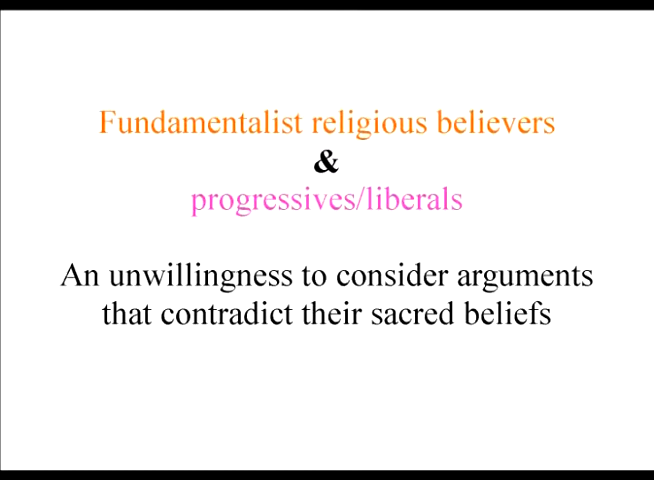 Fundamentalist religious believers
&
progressives/liberals
An unwillingness to consider arguments
that contradict their sacred beliefs